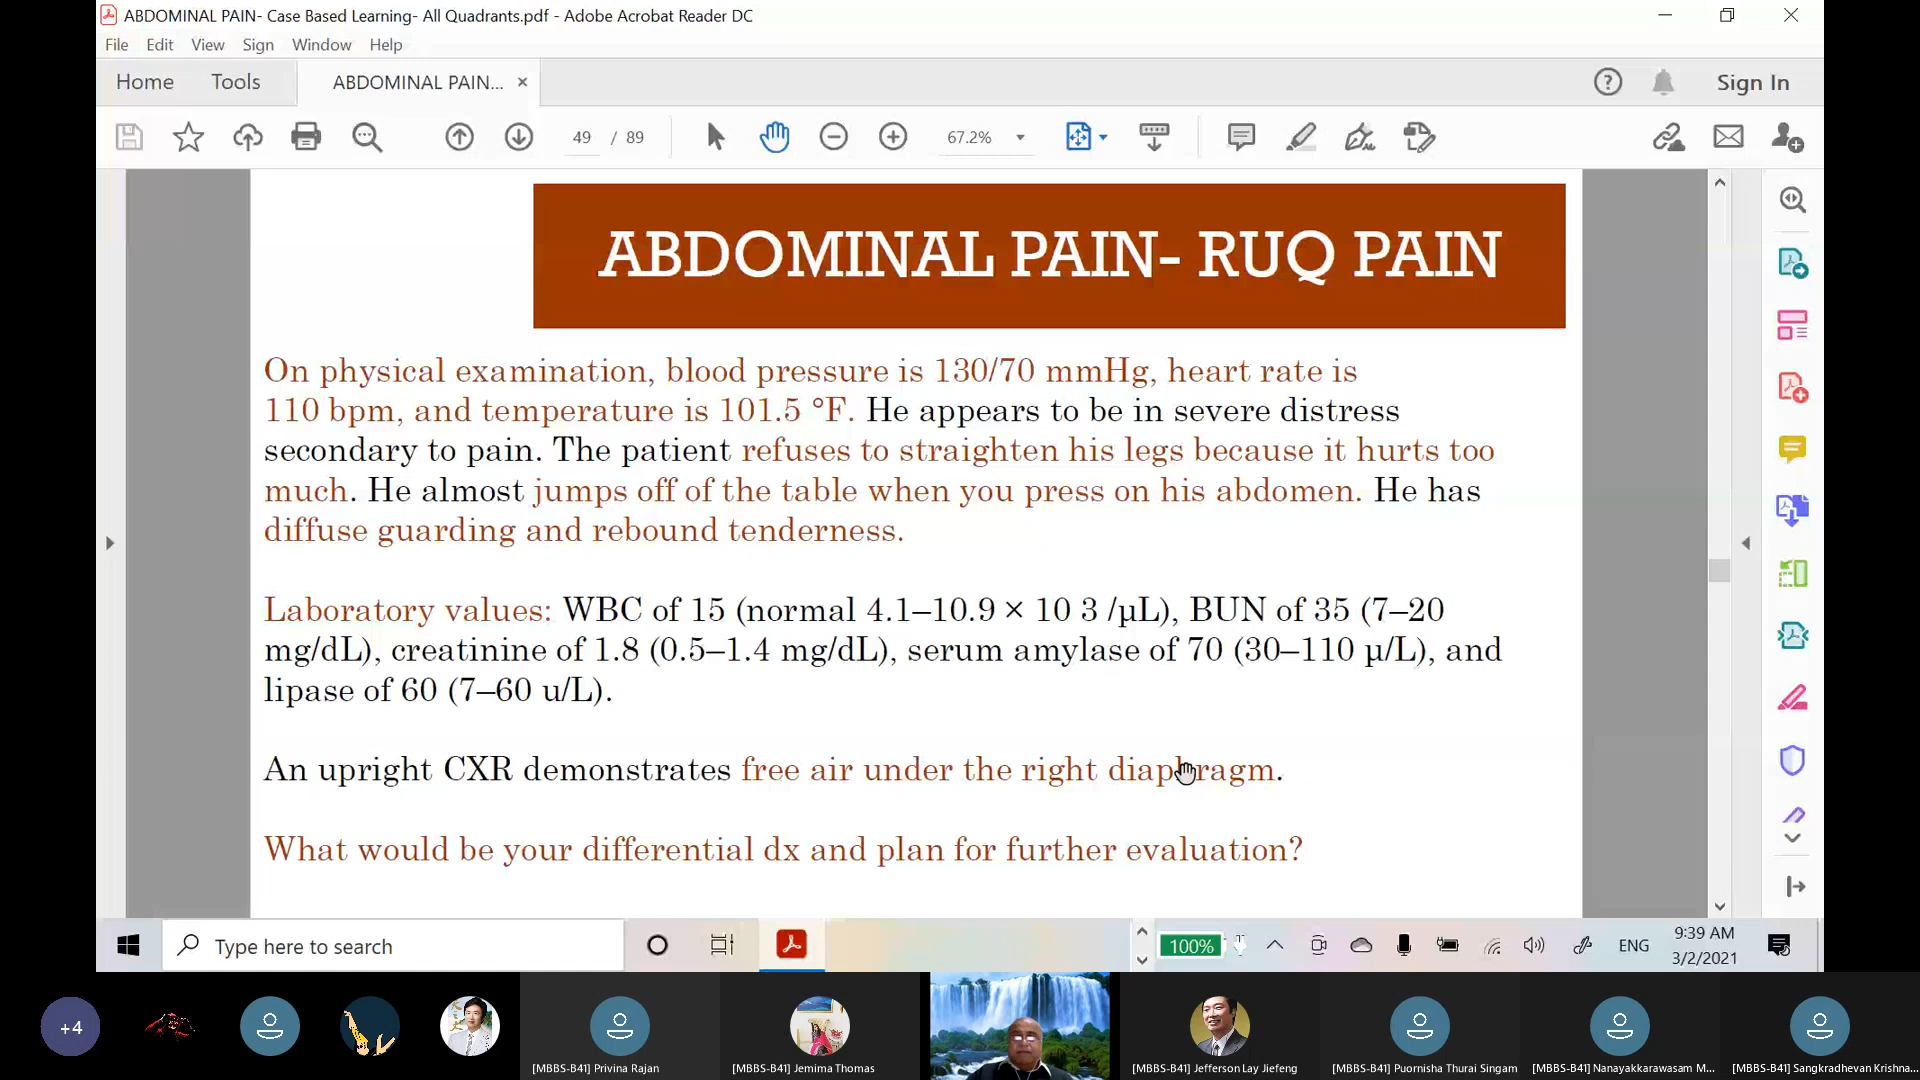 ABDOMINAL PAIN- Case Based Learning- All Quadrants.pdf - Adobe Acrobat Reader DC
File Edit View Sign Window Help
Home Tools ABDOMINAL PAIN... × Sign In
49 / 89 67.2%
ABDOMINAL PAIN- RUQ PAIN
On physical examination, blood pressure is 130/70 mmHg, heart rate is
110 bpm, and temperature is 101.5 °F. He appears to be in severe distress
secondary to pain. The patient refuses to straighten his legs because it hurts too
much. He almost jumps off of the table when you press on his abdomen. He has
diffuse guarding and rebound tenderness.
Laboratory values: WBC of 15 (normal 4.1–10.9 × 10 3 /µL), BUN of 35 (7–20
mg/dL), creatinine of 1.8 (0.5–1.4 mg/dL), serum amylase of 70 (30–110 µ/L), and
lipase of 60 (7–60 u/L).
An upright CXR demonstrates free air under the right diaphragm.
What would be your differential dx and plan for further evaluation?
Type here to search
100%
ENG
9:39 AM
3/2/2021
+4
[MBBS-B41] Privina Rajan
[MBBS-B41] Jemima Thomas
[MBBS-B41] Jefferson Lay Jiefeng
[MBBS-B41] Puornisha Thurai Singam
[MBBS-B41] Nanayakkarawasam M...
[MBBS-B41] Sangkradhevan Krishna...